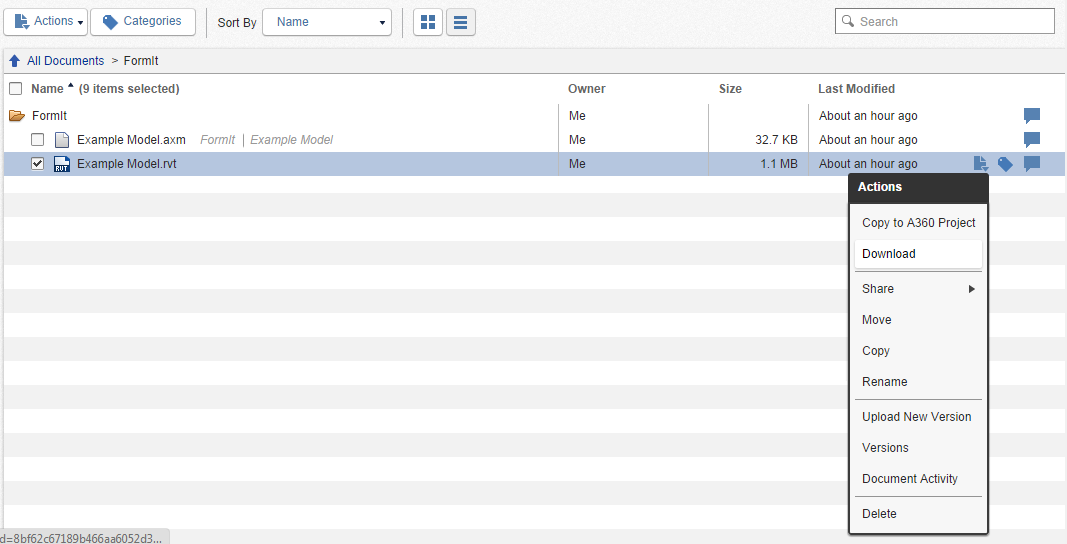 Actions Categories Sort By Name Search
All Documents > FormIt
Name (9 items selected) Owner Size Last Modified
FormIt Me About an hour ago
Example Model.axm FormIt | Example Model Me 32.7 KB About an hour ago
RVT Example Model.rvt Me 1.1 MB About an hour ago
Actions
Copy to A360 Project
Download
Share
Move
Copy
Rename
Upload New Version
Versions
Document Activity
Delete
d=8bf62c67189b466aa6052d3...